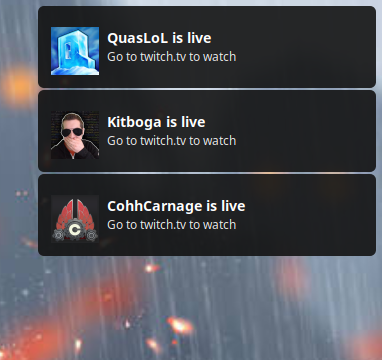 QuasLoL is live
Go to twitch.tv to watch
Kitboga is live
Go to twitch.tv to watch
C
CohhCarnage is live
Go to twitch.tv to watch